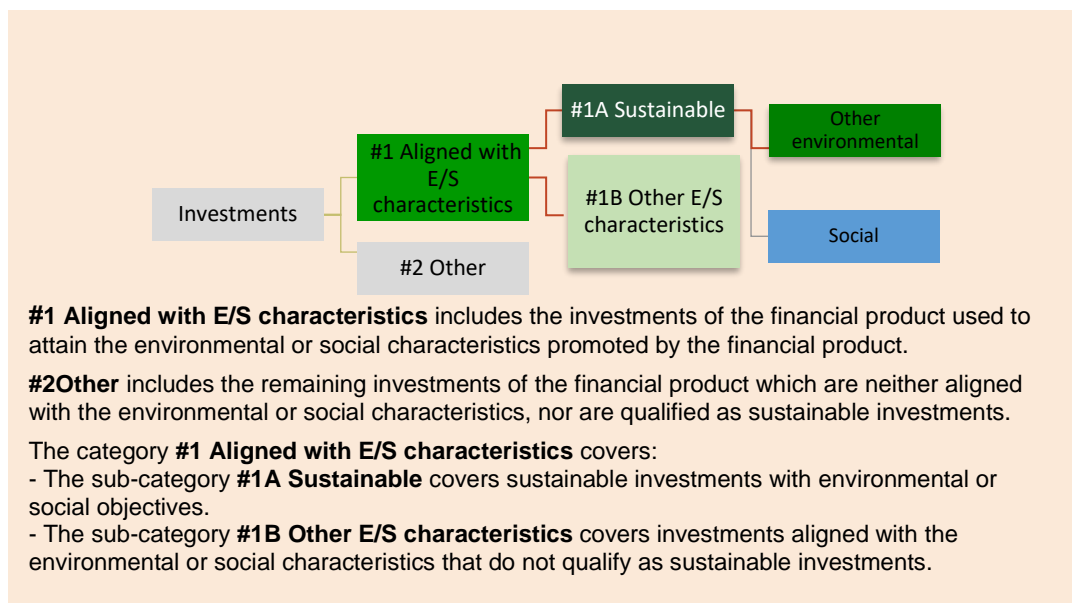 #1A Sustainable
Other
environmental
#1 Aligned with
E/S
characteristics
#1B Other E/S
characteristics
Investments
Social
#2 Other
#1 Aligned with E/S characteristics includes the investments of the financial product used to
attain the environmental or social characteristics promoted by the financial product.
#2Other includes the remaining investments of the financial product which are neither aligned
with the environmental or social characteristics, nor are qualified as sustainable investments.
The category #1 Aligned with E/S characteristics covers:
- The sub-category #1A Sustainable covers sustainable investments with environmental or
social objectives.
- The sub-category #1B Other E/S characteristics covers investments aligned with the
environmental or social characteristics that do not qualify as sustainable investments.